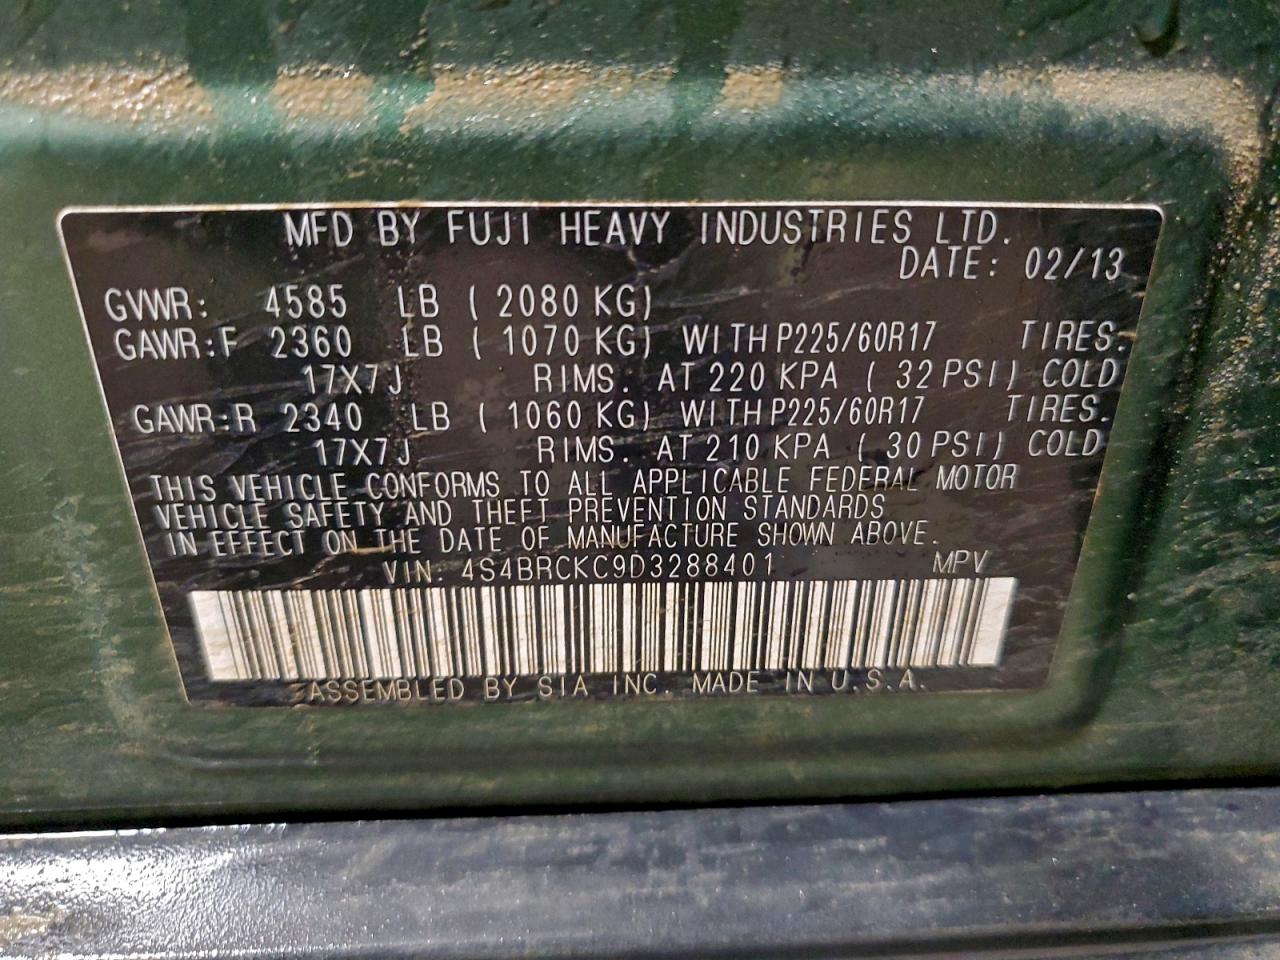 MFD BY FUJI HEAVY INDUSTRIES LTD.
DATE: 02/13
GVWR: 4585 LB ( 2080 KG)
GAWR:F 2360 LB ( 1070 KG) WITH P225/60R17 TIRES.
17X7J RIMS. AT 220 KPA ( 32 PSI) COLD
GAWR:R 2340 LB ( 1060 KG) WITH P225/60R17 TIRES.
17X7J RIMS. AT 210 KPA ( 30 PSI) COLD
THIS VEHICLE CONFORMS TO ALL APPLICABLE FEDERAL MOTOR
VEHICLE SAFETY AND THEFT PREVENTION STANDARDS
IN EFFECT ON THE DATE OF MANUFACTURE SHOWN ABOVE.
VIN: 4S4BRCKC9D3288401 MPV
ASSEMBLED BY SIA INC. MADE IN U.S.A.